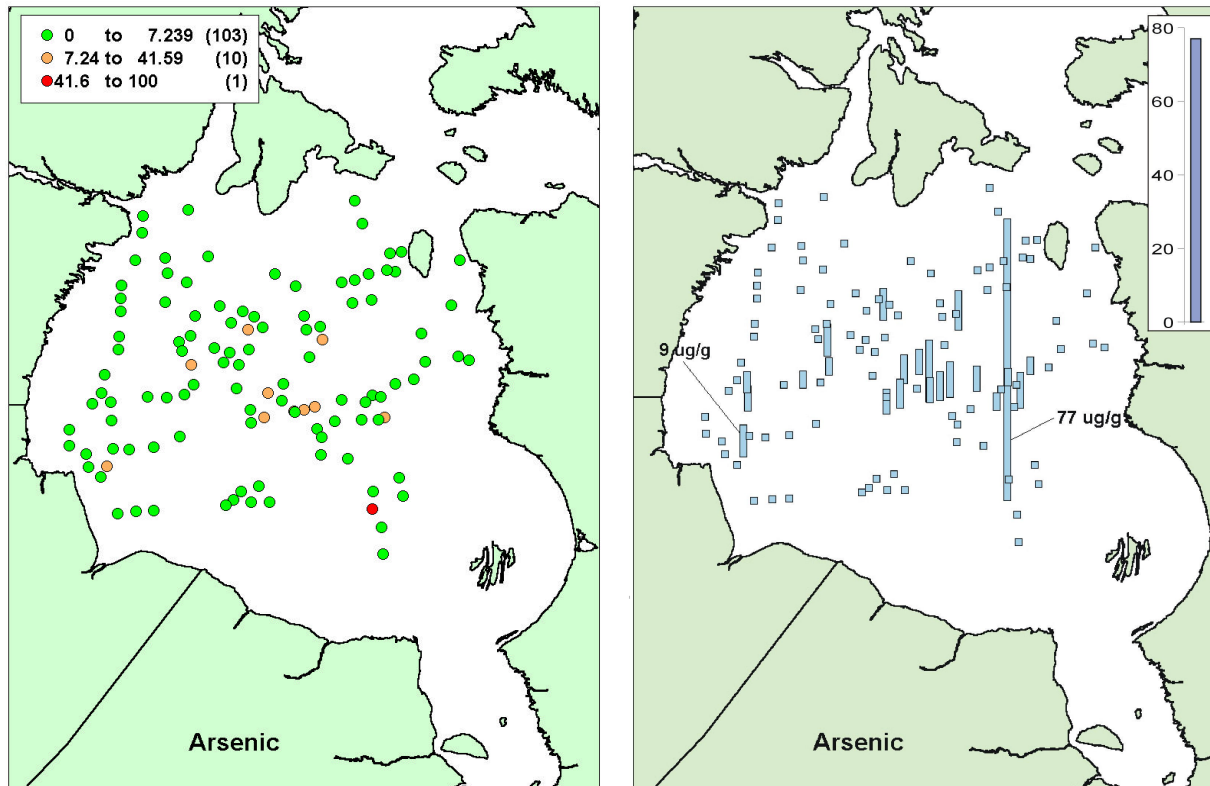 0 to 7.239 (103)
7.24 to 41.59 (10)
41.6 to 100 (1)
Arsenic
80
60
40
20
0
9 ug/g
77 ug/g
Arsenic